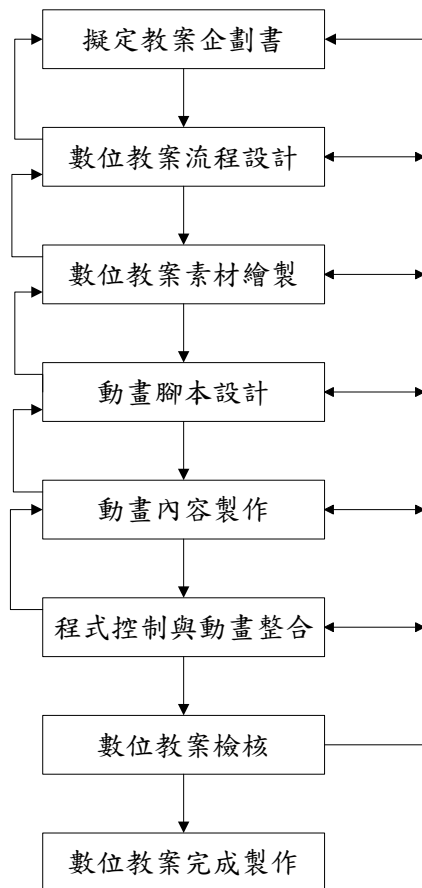 擬定教案企劃書
數位教案流程設計
數位教案素材繪製
動畫腳本設計
動畫內容製作
程式控制與動畫整合
數位教案檢核
數位教案完成製作